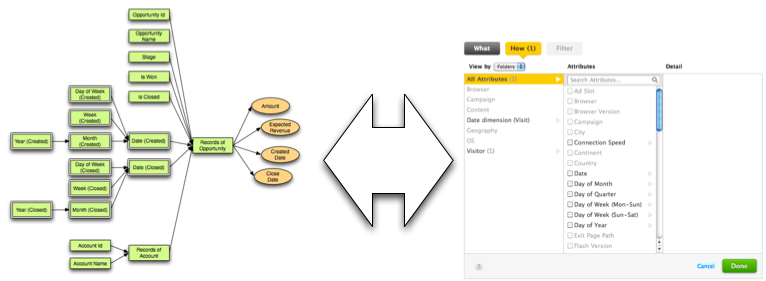 Opportunity Id
Opportunity
Name
Stage
Is Won
Is Closed
Day of Week
(Created)
Week
(Created)
Year (Created)
Month
(Created)
Date (Created)
Day of Week
(Closed)
Date (Closed)
Week (Closed)
Year (Closed)
Month (Closed)
Records of
Opportunity
Amount
Expected
Revenue
Created
Date
Close
Date
Account Id
Account Name
Records of
Account
What
How (1)
Filter
View by
Folders
Attributes
Detail
All Attributes (1)
Browser
Campaign
Content
Date dimension (Visit)
Geography
OS
Visitor (1)
Search Attributes...
Ad Slot
Browser
Browser Version
Campaign
City
Connection Speed
Continent
Country
Date
Day of Month
Day of Quarter
Day of Week (Mon-Sun)
Day of Week (Sun-Sat)
Day of Year
Exit Page Path
Flash Version
?
Cancel
Done